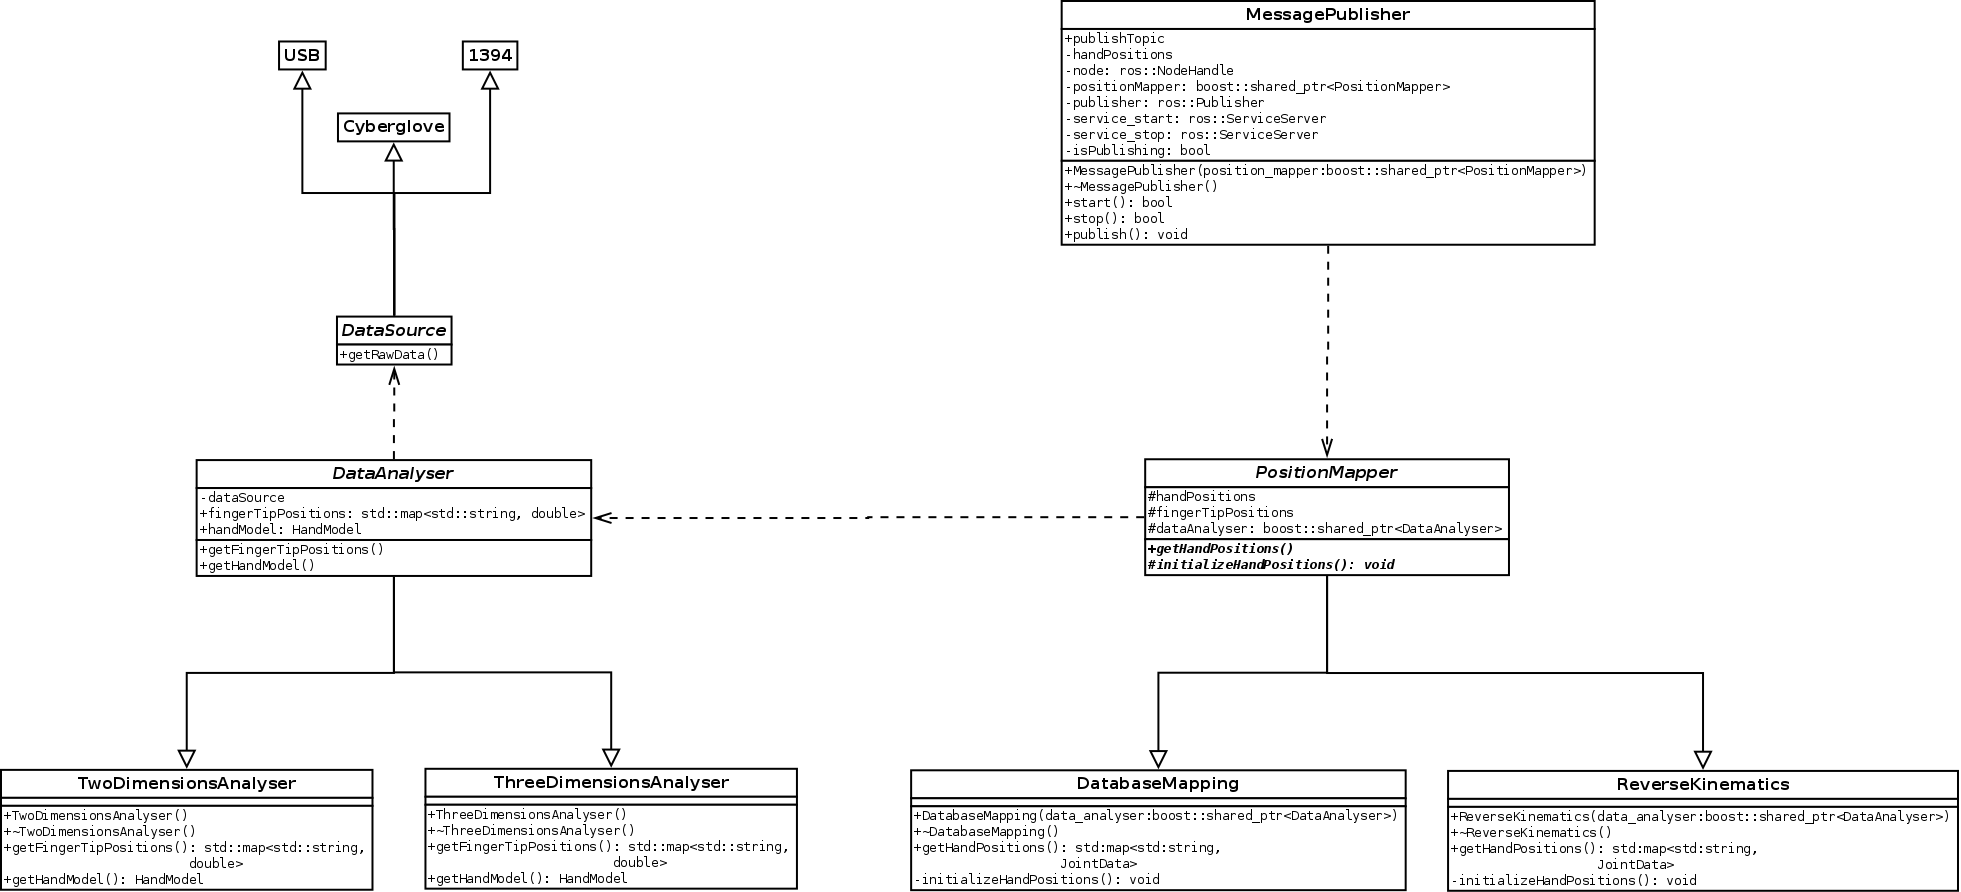 USB
1394
Cyberglove
DataSource
+getRawData()
MessagePublisher
+publishTopic
-handPositions
-node: ros::NodeHandle
-positionMapper: boost::shared_ptr<PositionMapper>
-publisher: ros::Publisher
-service_start: ros::ServiceServer
-service_stop: ros::ServiceServer
-isPublishing: bool
+MessagePublisher(position_mapper:boost::shared_ptr<PositionMapper>)
+~MessagePublisher()
+start(): bool
+stop(): bool
+publish(): void
DataAnalyser
-dataSource
+fingerTipPositions: std::map<std::string, double>
+handModel: HandModel
+getFingerTipPositions()
+getHandModel()
PositionMapper
#handPositions
#fingerTipPositions
#dataAnalyser: boost::shared_ptr<DataAnalyser>
+getHandPositions()
#initializeHandPositions(): void
TwoDimensionsAnalyser
+TwoDimensionsAnalyser()
+~TwoDimensionsAnalyser()
+getFingerTipPositions(): std::map<std::string,
double>
+getHandModel(): HandModel
ThreeDimensionsAnalyser
+ThreeDimensionsAnalyser()
+~ThreeDimensionsAnalyser()
+getFingerTipPositions(): std::map<std::string,
double>
+getHandModel(): HandModel
DatabaseMapping
+DatabaseMapping(data_analyser:boost::shared_ptr<DataAnalyser>)
+~DatabaseMapping()
+getHandPositions(): std:map<std:string,
JointData>
-initializeHandPositions(): void
ReverseKinematics
+ReverseKinematics(data_analyser:boost::shared_ptr<DataAnalyser>)
+~ReverseKinematics()
+getHandPositions(): std:map<std:string,
JointData>
-initializeHandPositions(): void